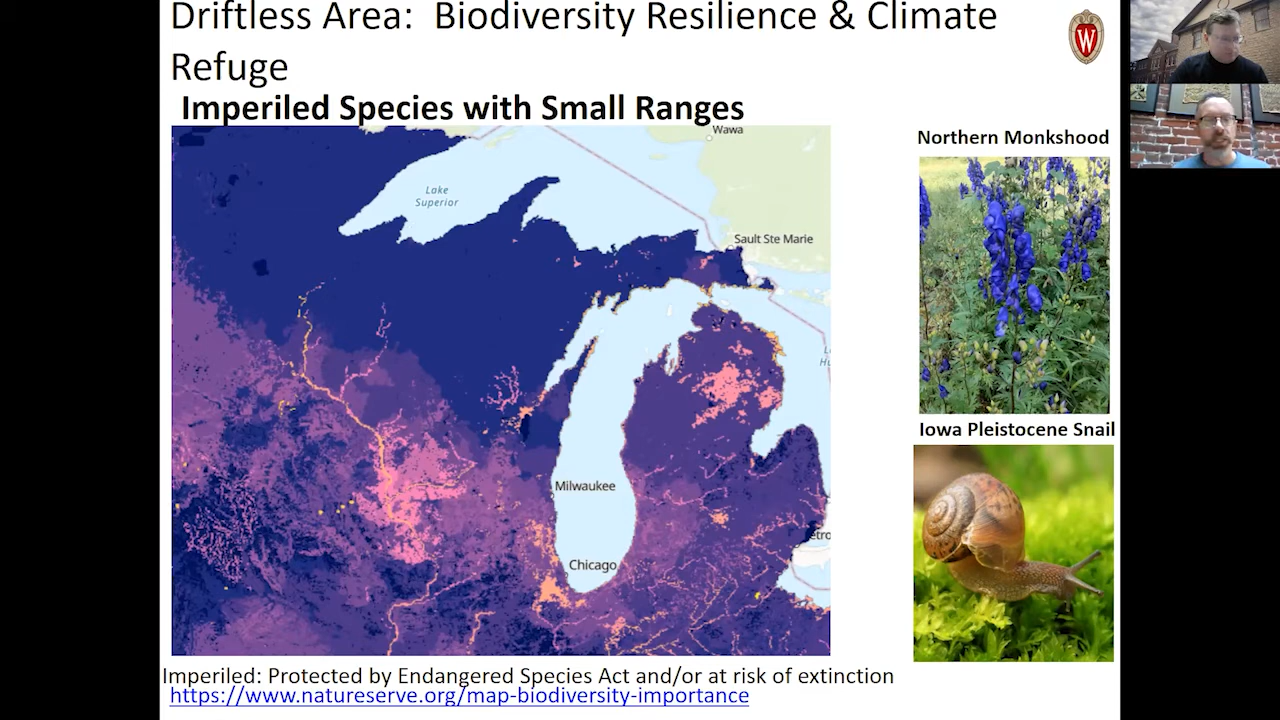 Driftless Area: Biodiversity Resilience & Climate
Refuge
W
Imperiled Species with Small Ranges
Wawa
Lake
Superior
Sault Ste Marie
Milwaukee
Chicago
Northern Monkshood
Iowa Pleistocene Snail
Imperiled: Protected by Endangered Species Act and/or at risk of extinction
https://www.natureserve.org/map-biodiversity-importance